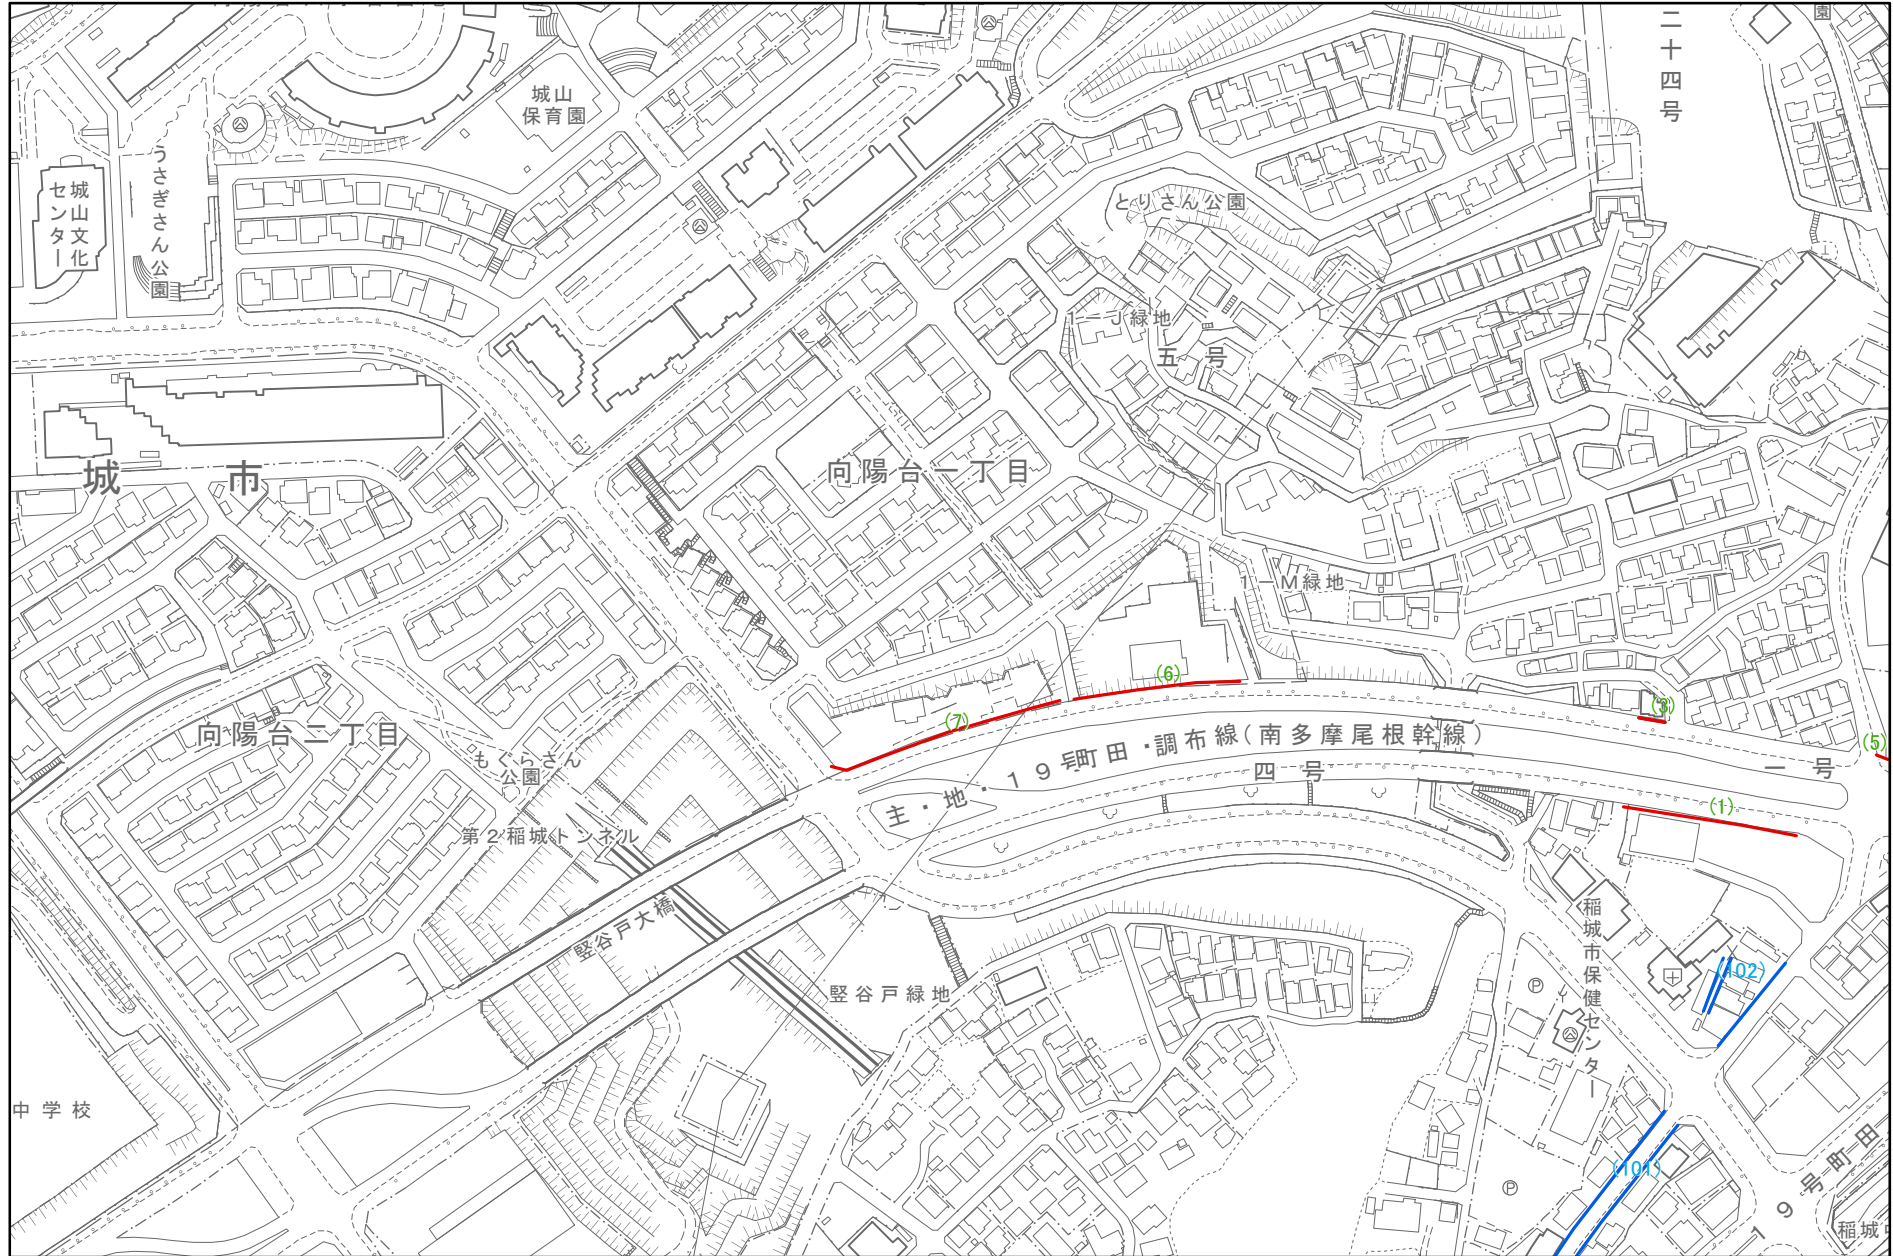 園
二十四号
城山
保育園
うさぎさん公園
城山文化
センター
とりさん公園
1－J緑地
五号
向陽台一丁目
城市
1－M緑地
(6)
(7)
(3)
(5)
向陽台二丁目
もぐらさん
公園
主・地・19号町田・調布線(南多摩尾根幹線)
四号
一号
(1)
第2稲城トンネル
竪谷戸大橋
竪谷戸緑地
稲城市保健センター
(102)
中学校
(101)
19号町田
稲城